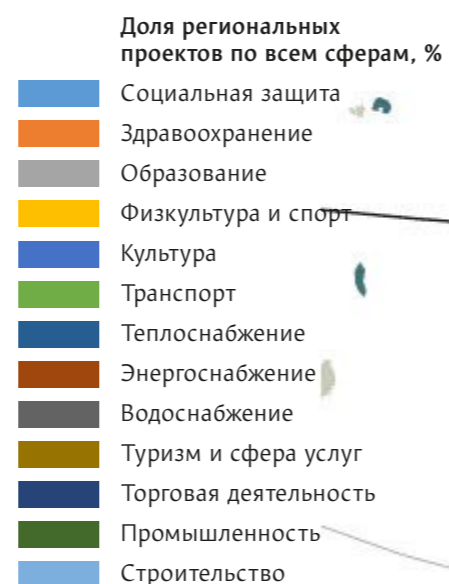 Доля региональных
проектов по всем сферам, %
Социальная защита
Здравоохранение
Образование
Физкультура и спорт
Культура
Транспорт
Теплоснабжение
Энергоснабжение
Водоснабжение
Туризм и сфера услуг
Торговая деятельность
Промышленность
Строительство